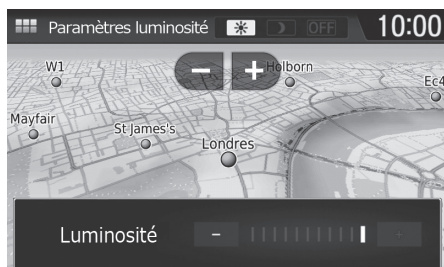 Paramètres luminosité OFF 10:00
W1
Holborn
Ec4
Mayfair
St James's
Londres
Luminosité